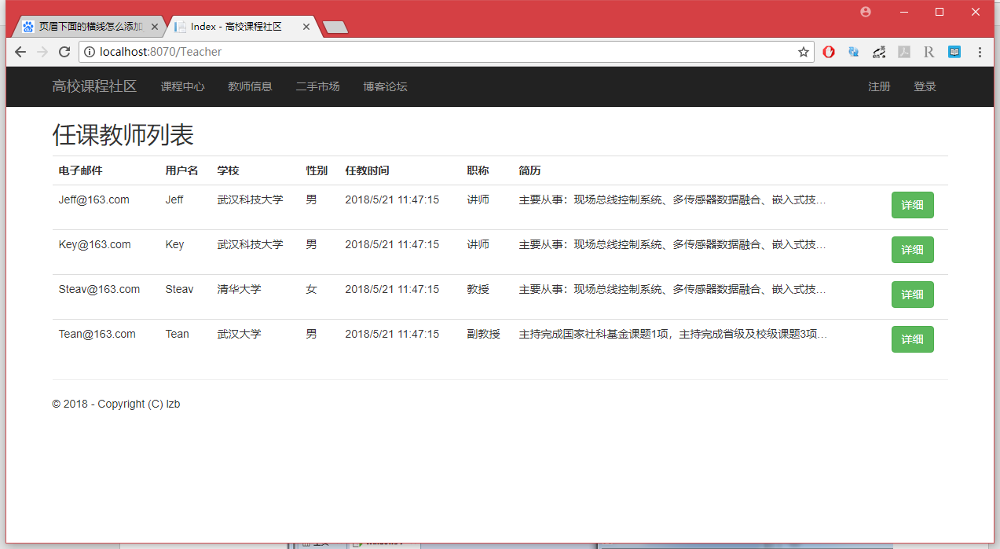 页眉下面的横线怎么添加 Index - 高校课程社区
localhost:8070/Teacher
高校课程社区 课程中心 教师信息 二手市场 博客论坛 注册 登录
任课教师列表
电子邮件 用户名 学校 性别 任教时间 职称 简历
Jeff@163.com Jeff 武汉科技大学 男 2018/5/21 11:47:15 讲师 主要从事：现场总线控制系统、多传感器数据融合、嵌入式技… 详细
Key@163.com Key 武汉科技大学 男 2018/5/21 11:47:15 讲师 主要从事：现场总线控制系统、多传感器数据融合、嵌入式技… 详细
Steav@163.com Steav 清华大学 女 2018/5/21 11:47:15 教授 主要从事：现场总线控制系统、多传感器数据融合、嵌入式技… 详细
Tean@163.com Tean 武汉大学 男 2018/5/21 11:47:15 副教授 主持完成国家社科基金课题1项，主持完成省级及校级课题3项… 详细
© 2018 - Copyright (C) lzb